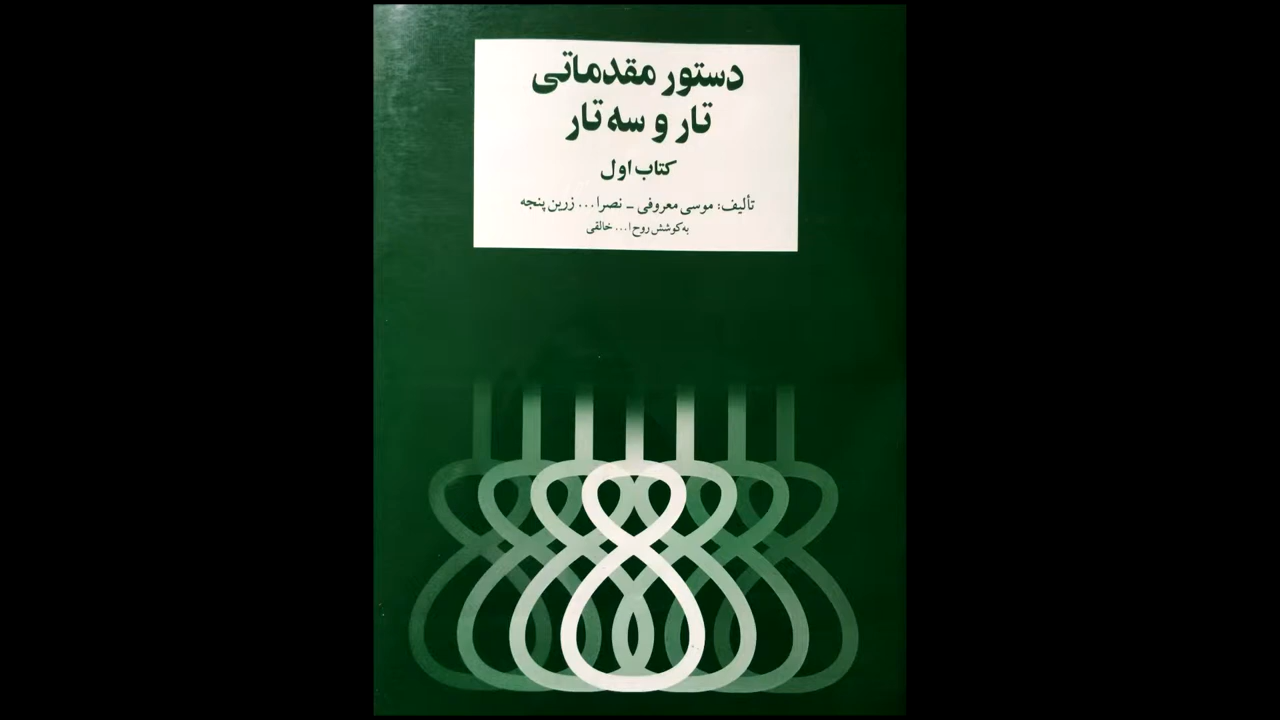 دستور مقدماتی
تار و سه تار
کتاب اول
تألیف: موسی معروفی ـ نصرا... زرین پنجه
به کوشش روح ا... خالقی